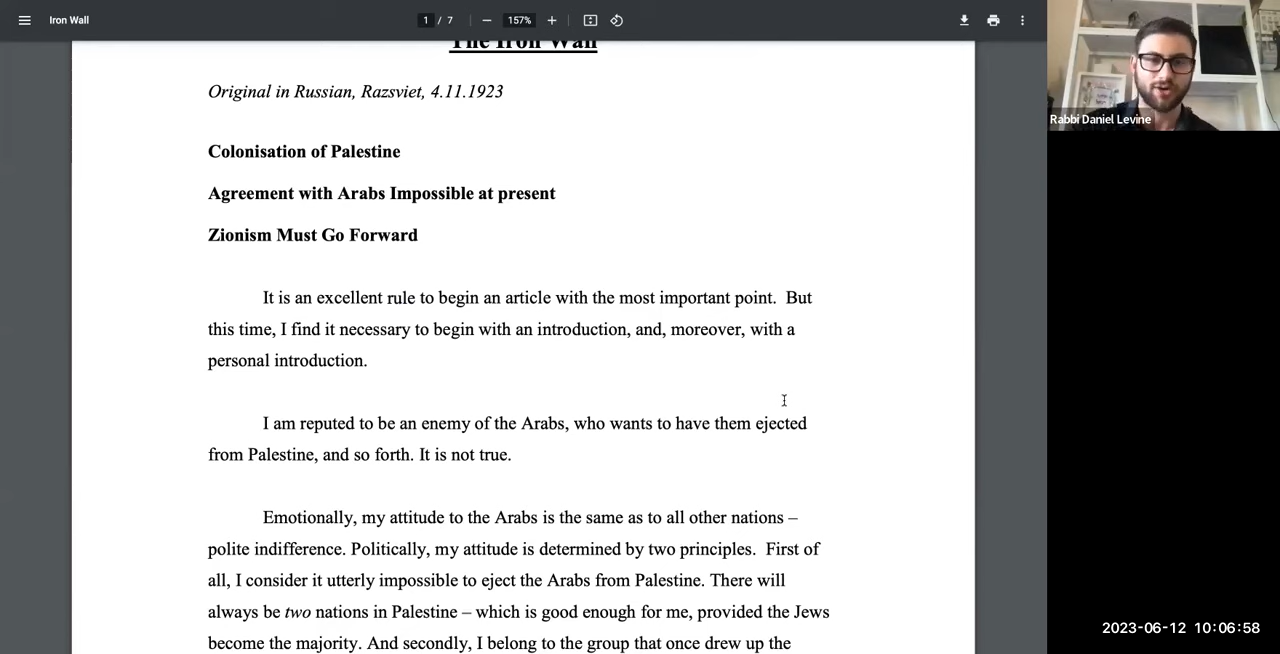 Iron Wall
1 / 7
157%
The Iron Wall
Original in Russian, Razsviet, 4.11.1923
Colonisation of Palestine
Agreement with Arabs Impossible at present
Zionism Must Go Forward
It is an excellent rule to begin an article with the most important point. But
this time, I find it necessary to begin with an introduction, and, moreover, with a
personal introduction.
I am reputed to be an enemy of the Arabs, who wants to have them ejected
from Palestine, and so forth. It is not true.
Emotionally, my attitude to the Arabs is the same as to all other nations –
polite indifference. Politically, my attitude is determined by two principles. First of
all, I consider it utterly impossible to eject the Arabs from Palestine. There will
always be two nations in Palestine – which is good enough for me, provided the Jews
become the majority. And secondly, I belong to the group that once drew up the
Rabbi Daniel Levine
2023-06-12 10:06:58